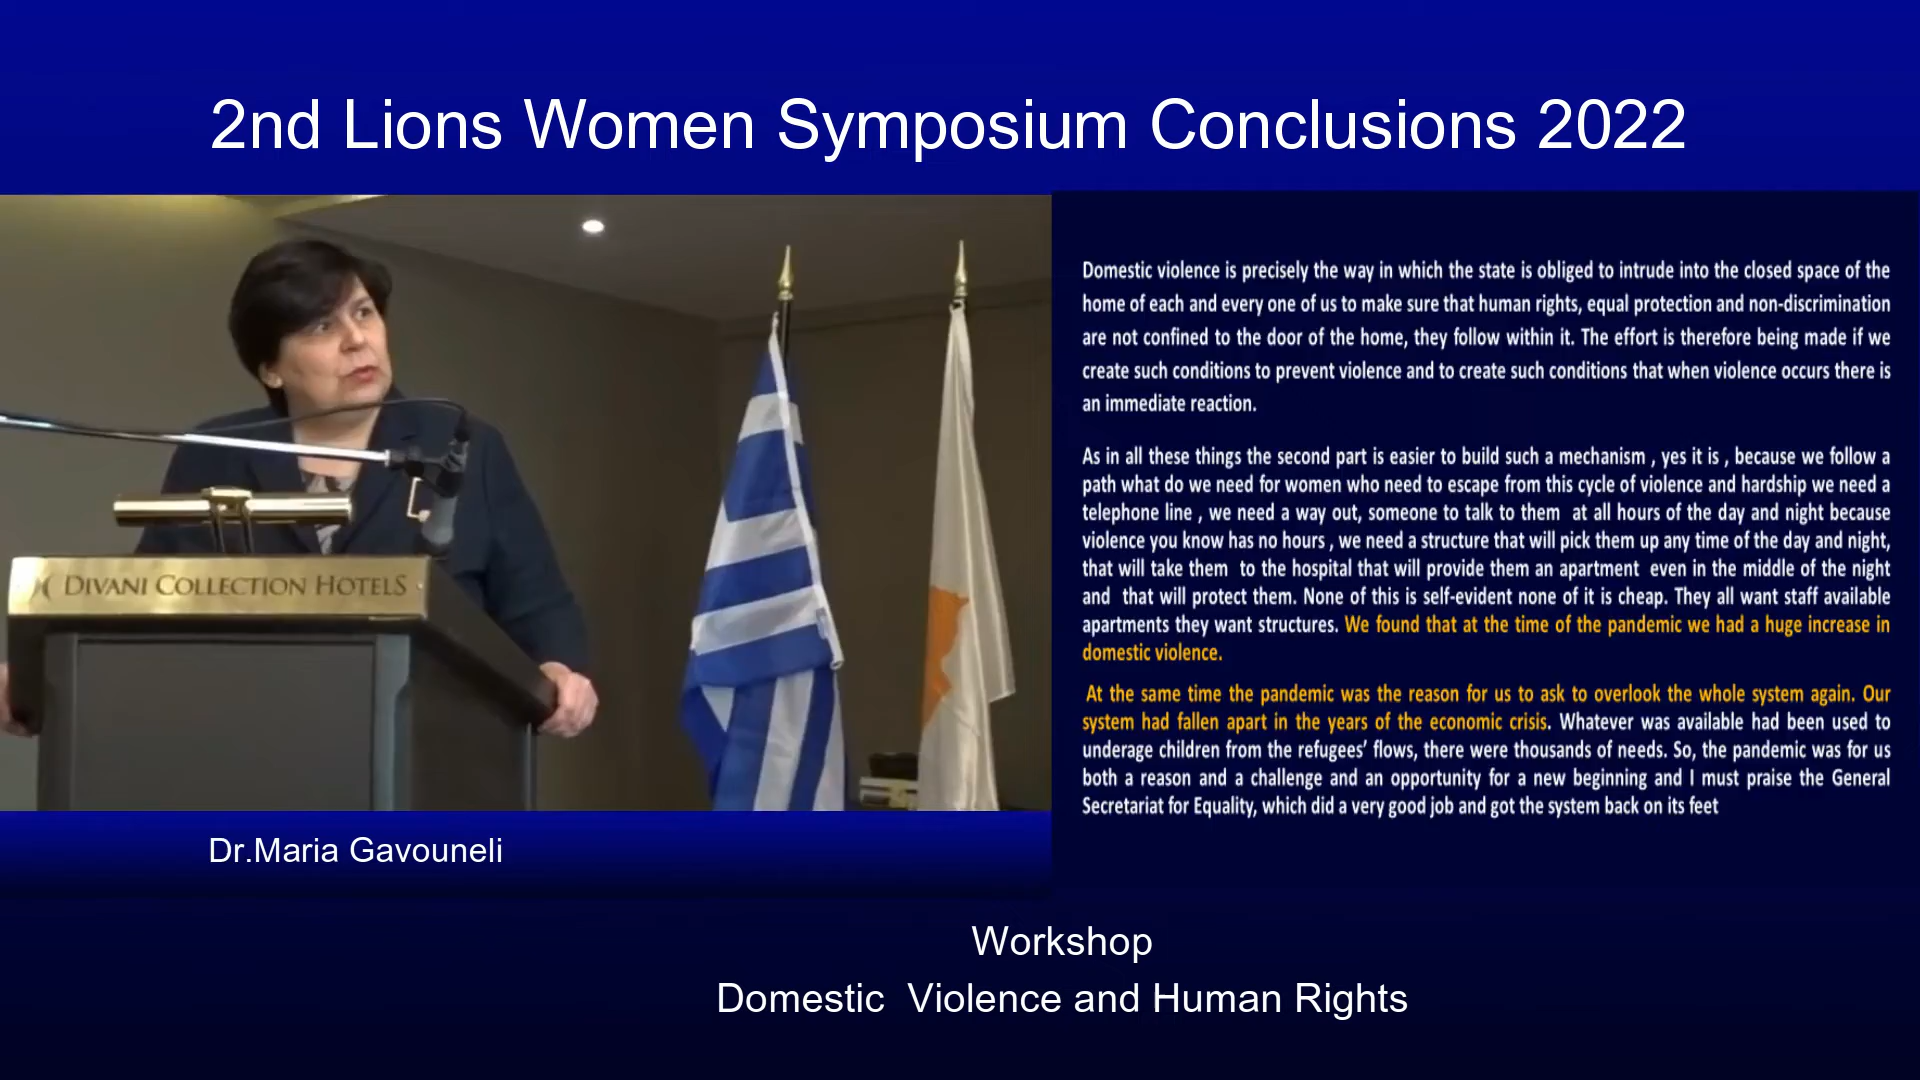 2nd Lions Women Symposium Conclusions 2022
Domestic violence is precisely the way in which the state is obliged to intrude into the closed space of the
home of each and every one of us to make sure that human rights, equal protection and non-discrimination
are not confined to the door of the home, they follow within it. The effort is therefore being made if we
create such conditions to prevent violence and to create such conditions that when violence occurs there is
an immediate reaction.
As in all these things the second part is easier to build such a mechanism , yes it is , because we follow a
path what do we need for women who need to escape from this cycle of violence and hardship we need a
telephone line , we need a way out, someone to talk to them at all hours of the day and night because
violence you know has no hours , we need a structure that will pick them up any time of the day and night,
that will take them to the hospital that will provide them an apartment even in the middle of the night
and that will protect them. None of this is self-evident none of it is cheap. They all want staff available
apartments they want structures. We found that at the time of the pandemic we had a huge increase in
domestic violence.
At the same time the pandemic was the reason for us to ask to overlook the whole system again. Our
system had fallen apart in the years of the economic crisis. Whatever was available had been used to
underage children from the refugees' flows, there were thousands of needs. So, the pandemic was for us
both a reason and a challenge and an opportunity for a new beginning and I must praise the General
Secretariat for Equality, which did a very good job and got the system back on its feet
DIVANI COLLECTION HOTELS
Dr.Maria Gavouneli
Workshop
Domestic Violence and Human Rights